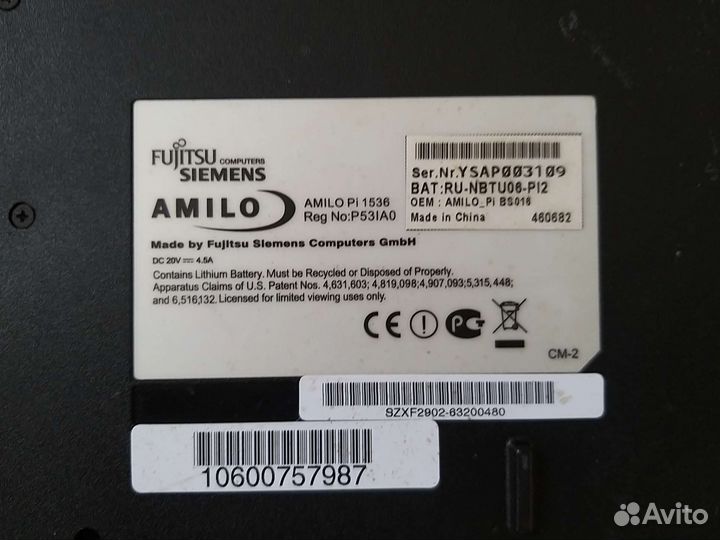 FUJITSU COMPUTERS
SIEMENS
AMILO
AMILO Pi 1536
Reg No:P53IA0
Ser.Nr.YSAP003109
BAT:RU-NBTU06-PI2
OEM : AMILO_Pi BS016
Made in China 460682
Made by Fujitsu Siemens Computers GmbH
DC 20V ⎓ 4.5A
Contains Lithium Battery. Must be Recycled or Disposed of Properly.
Apparatus Claims of U.S. Patent Nos. 4,631,603; 4,819,098;4,907,093;5,315,448;
and 6,516,132. Licensed for limited viewing uses only.
CE
CM-2
SZXF2902-63200480
10600757987
Avito